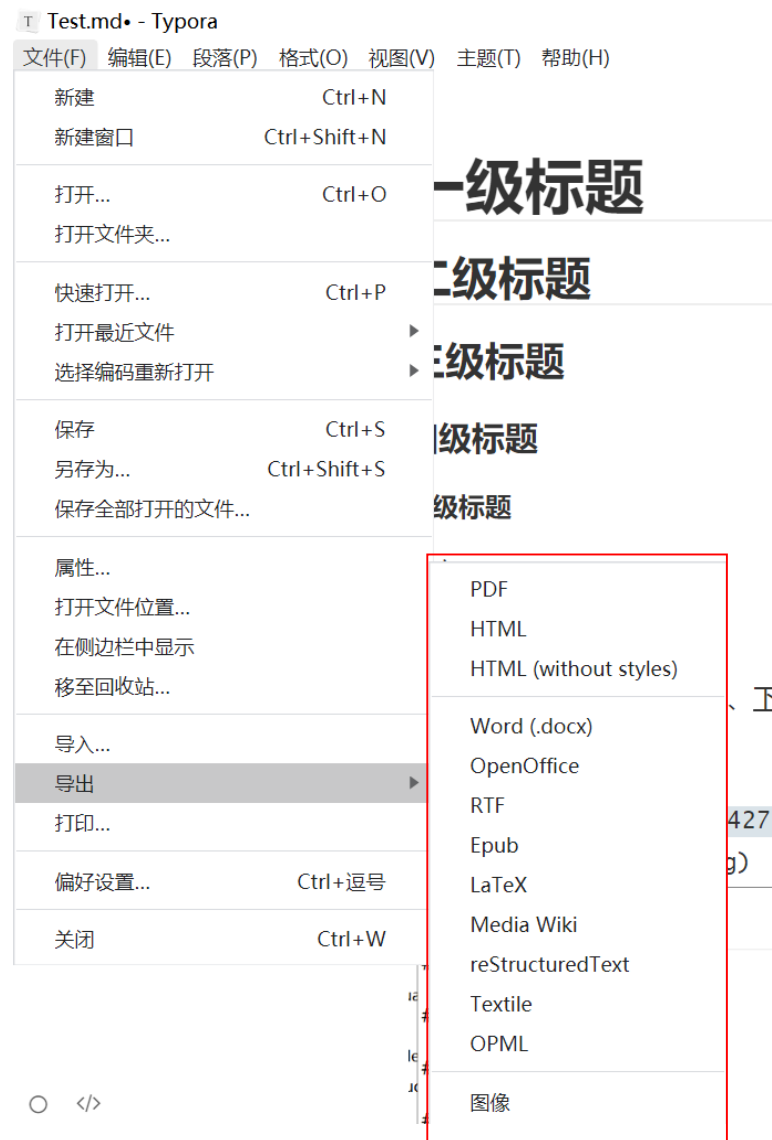 T Test.md• - Typora
文件(F) 编辑(E) 段落(P) 格式(O) 视图(V) 主题(T) 帮助(H)
新建 Ctrl+N
新建窗口 Ctrl+Shift+N
打开... Ctrl+O
打开文件夹...
快速打开... Ctrl+P
打开最近文件
选择编码重新打开
保存 Ctrl+S
另存为... Ctrl+Shift+S
保存全部打开的文件...
属性...
打开文件位置...
在侧边栏中显示
移至回收站...
导入...
导出
打印...
偏好设置... Ctrl+逗号
关闭 Ctrl+W
一级标题
二级标题
三级标题
级标题
级标题
PDF
HTML
HTML (without styles)
Word (.docx)
OpenOffice
RTF
Epub
LaTeX
Media Wiki
reStructuredText
Textile
OPML
图像
、下
427
g)